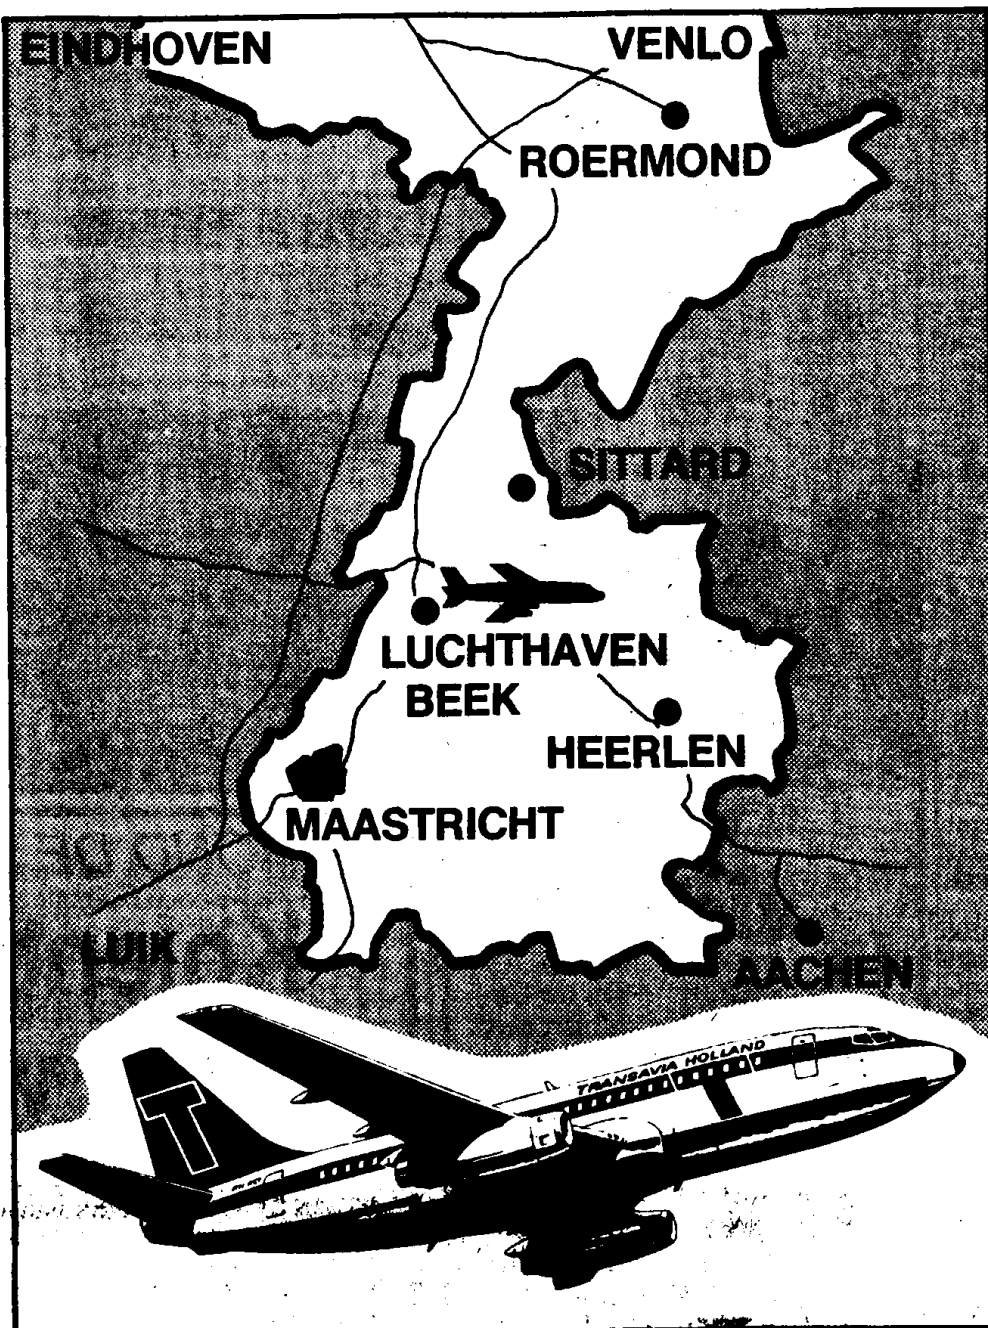 EINDHOVEN
VENLO
ROERMOND
SITTARD
LUCHTHAVEN
BEEK
HEERLEN
MAASTRICHT
LUIK
AACHEN
TRANSAVIA HOLLAND
T